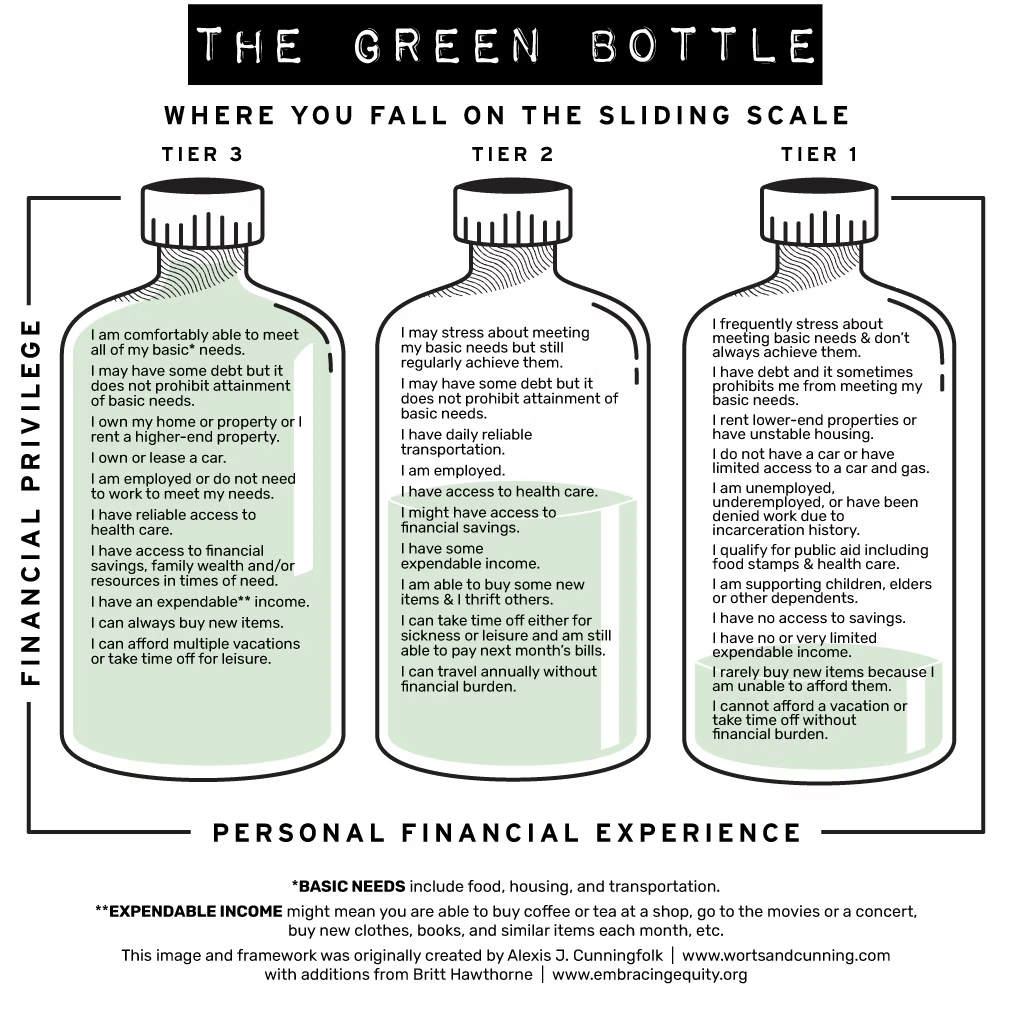 THE GREEN BOTTLE
WHERE YOU FALL ON THE SLIDING SCALE
TIER 3
I am comfortably able to meet
all of my basic* needs.
I may have some debt but it
does not prohibit attainment
of basic needs.
I own my home or property or I
rent a higher-end property.
I own or lease a car.
I am employed or do not need
to work to meet my needs.
I have reliable access to
health care.
I have access to financial
savings, family wealth and/or
resources in times of need.
I have an expendable** income.
I can always buy new items.
I can afford multiple vacations
or take time off for leisure.
TIER 2
I may stress about meeting
my basic needs but still
regularly achieve them.
I may have some debt but it
does not prohibit attainment of
basic needs.
I have daily reliable
transportation.
I am employed.
I have access to health care.
I might have access to
financial savings.
I have some
expendable income.
I am able to buy some new
items & I thrift others.
I can take time off either for
sickness or leisure and am still
able to pay next month's bills.
I can travel annually without
financial burden.
TIER 1
I frequently stress about
meeting basic needs & don't
always achieve them.
I have debt and it sometimes
prohibits me from meeting my
basic needs.
I rent lower-end properties or
have unstable housing.
I do not have a car or have
limited access to a car and gas.
I am unemployed,
underemployed, or have been
denied work due to
incarceration history.
I qualify for public aid including
food stamps & health care.
I am supporting children, elders
or other dependents.
I have no access to savings.
I have no or very limited
expendable income.
I rarely buy new items because I
am unable to afford them.
I cannot afford a vacation or
take time off without
financial burden.
FINANCIAL PRIVILEGE
PERSONAL FINANCIAL EXPERIENCE
*BASIC NEEDS include food, housing, and transportation.
**EXPENDABLE INCOME might mean you are able to buy coffee or tea at a shop, go to the movies or a concert,
buy new clothes, books, and similar items each month, etc.
This image and framework was originally created by Alexis J. Cunningfolk | www.wortsandcunning.com
with additions from Britt Hawthorne | www.embracingequity.org